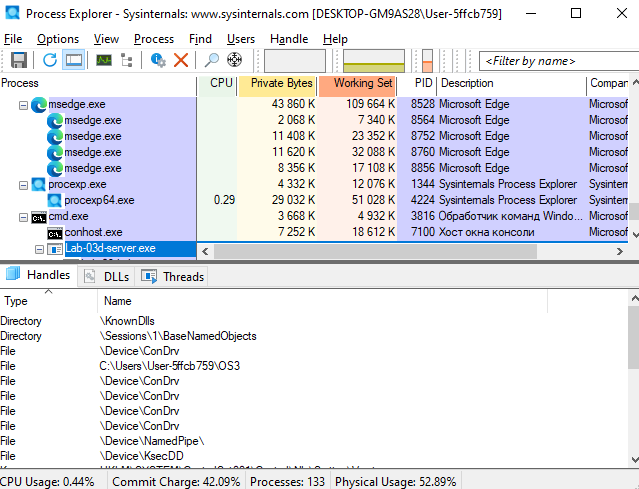 Process Explorer - Sysinternals: www.sysinternals.com [DESKTOP-GM9AS28\User-5ffcb759]
File Options View Process Find Users Handle Help
<Filter by name>
Process CPU Private Bytes Working Set PID Description Compan
msedge.exe 43 860 K 109 664 K 8528 Microsoft Edge Microsof
msedge.exe 2 068 K 7 340 K 8564 Microsoft Edge Microsof
msedge.exe 11 408 K 23 352 K 8752 Microsoft Edge Microsof
msedge.exe 11 620 K 32 088 K 8760 Microsoft Edge Microsof
msedge.exe 8 356 K 17 108 K 8856 Microsoft Edge Microsof
procexp.exe 4 332 K 12 076 K 1344 Sysinternals Process Explorer Sysintern
procexp64.exe 0.29 29 032 K 51 028 K 4224 Sysinternals Process Explorer Sysintern
cmd.exe 3 668 K 4 932 K 3816 Обработчик команд Windo... Microsof
conhost.exe 7 252 K 18 612 K 7100 Хост окна консоли Microsof
Lab-03d-server.exe
Handles DLLs Threads
Type Name
Directory \KnownDlls
Directory \Sessions\1\BaseNamedObjects
File \Device\ConDrv
File C:\Users\User-5ffcb759\OS3
File \Device\ConDrv
File \Device\ConDrv
File \Device\ConDrv
File \Device\ConDrv
File \Device\NamedPipe\
File \Device\KsecDD
CPU Usage: 0.44% Commit Charge: 42.09% Processes: 133 Physical Usage: 52.89%